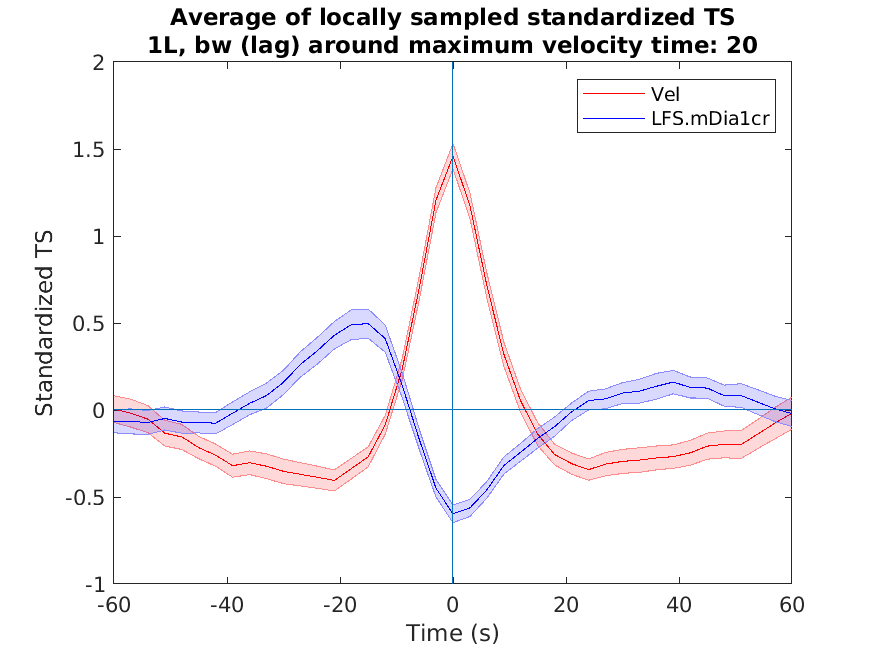 Average of locally sampled standardized TS
1L, bw (lag) around maximum velocity time: 20
2
1.5
1
0.5
0
-0.5
-1
Standardized TS
Vel
LFS.mDia1cr
-60
-40
-20
0
20
40
60
Time (s)